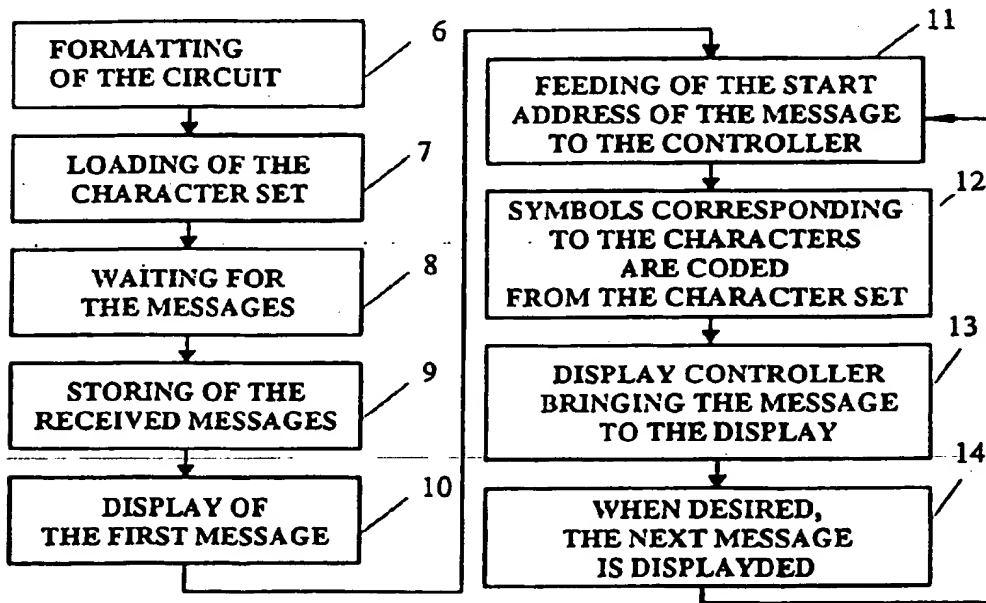 6
FORMATTING
OF THE CIRCUIT
7
LOADING OF THE
CHARACTER SET
8
WAITING FOR
THE MESSAGES
9
STORING OF THE
RECEIVED MESSAGES
10
DISPLAY OF
THE FIRST MESSAGE
11
FEEDING OF THE START
ADDRESS OF THE MESSAGE
TO THE CONTROLLER
12
SYMBOLS CORRESPONDING
TO THE CHARACTERS
ARE CODED
FROM THE CHARACTER SET
13
DISPLAY CONTROLLER
BRINGING THE MESSAGE
TO THE DISPLAY
14
WHEN DESIRED,
THE NEXT MESSAGE
IS DISPLAYDED